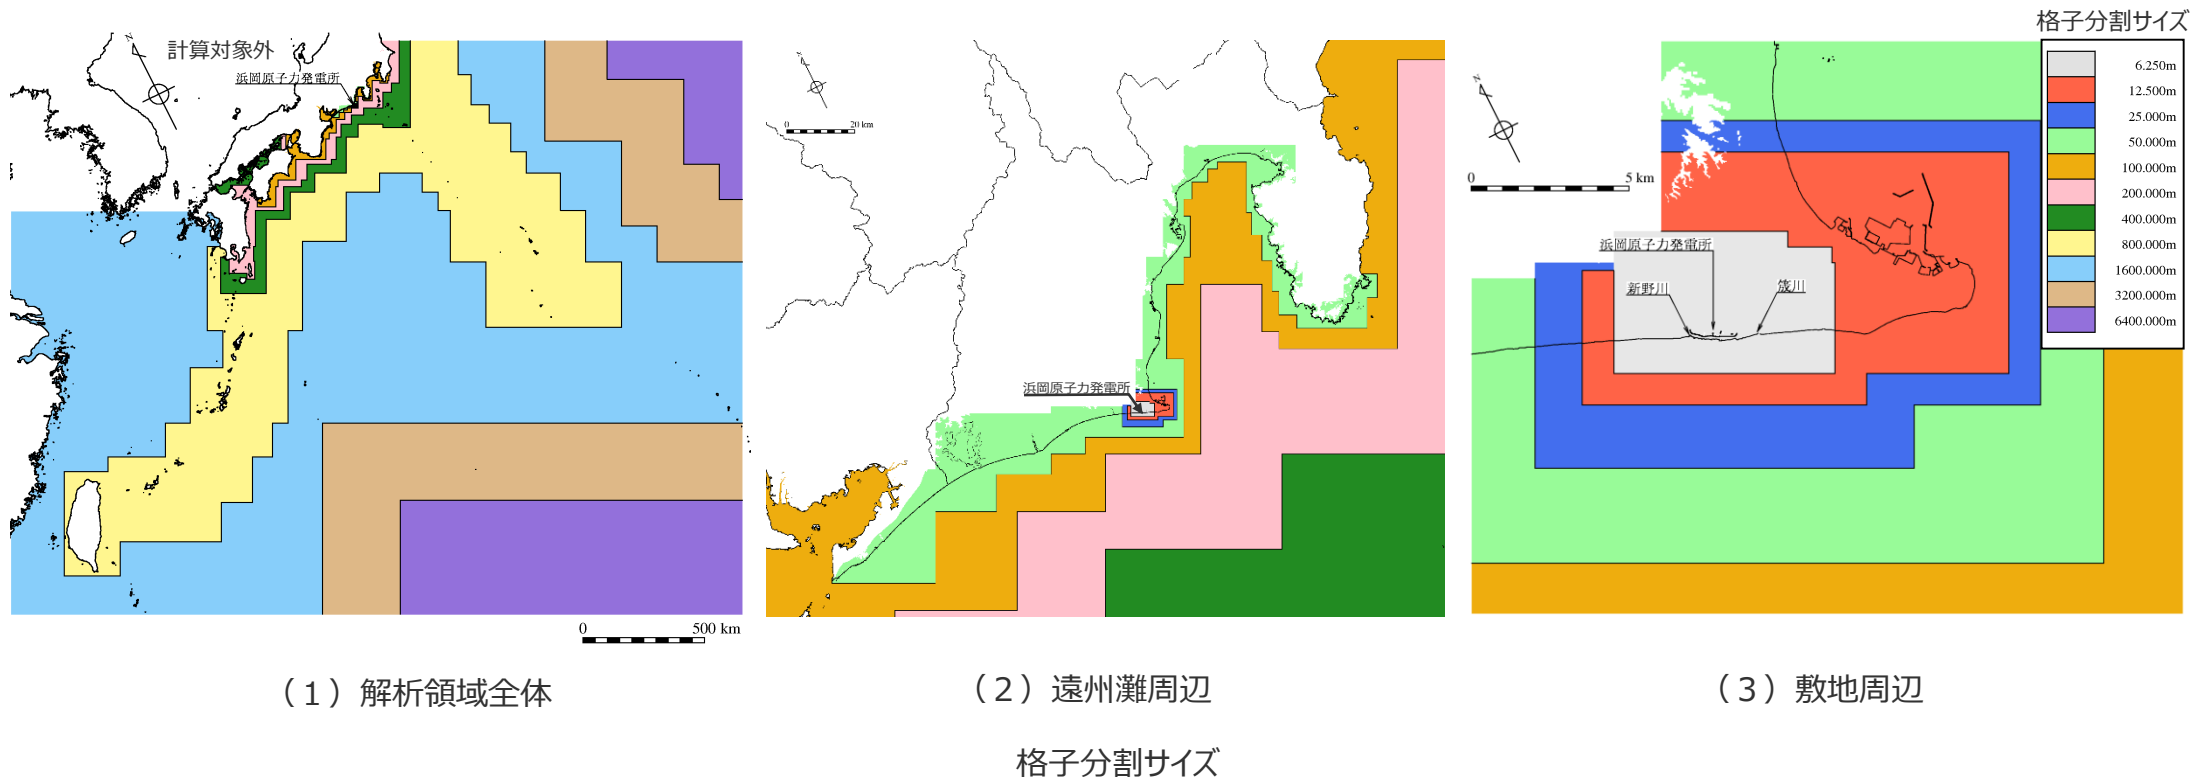 計算対象外
浜岡原子力発電所
N
0 500 km
（１）解析領域全体
N
0 20 km
浜岡原子力発電所
（２）遠州灘周辺
N
0 5 km
浜岡原子力発電所
新野川
筬川
（３）敷地周辺
格子分割サイズ
6.250m
12.500m
25.000m
50.000m
100.000m
200.000m
400.000m
800.000m
1600.000m
3200.000m
6400.000m
格子分割サイズ